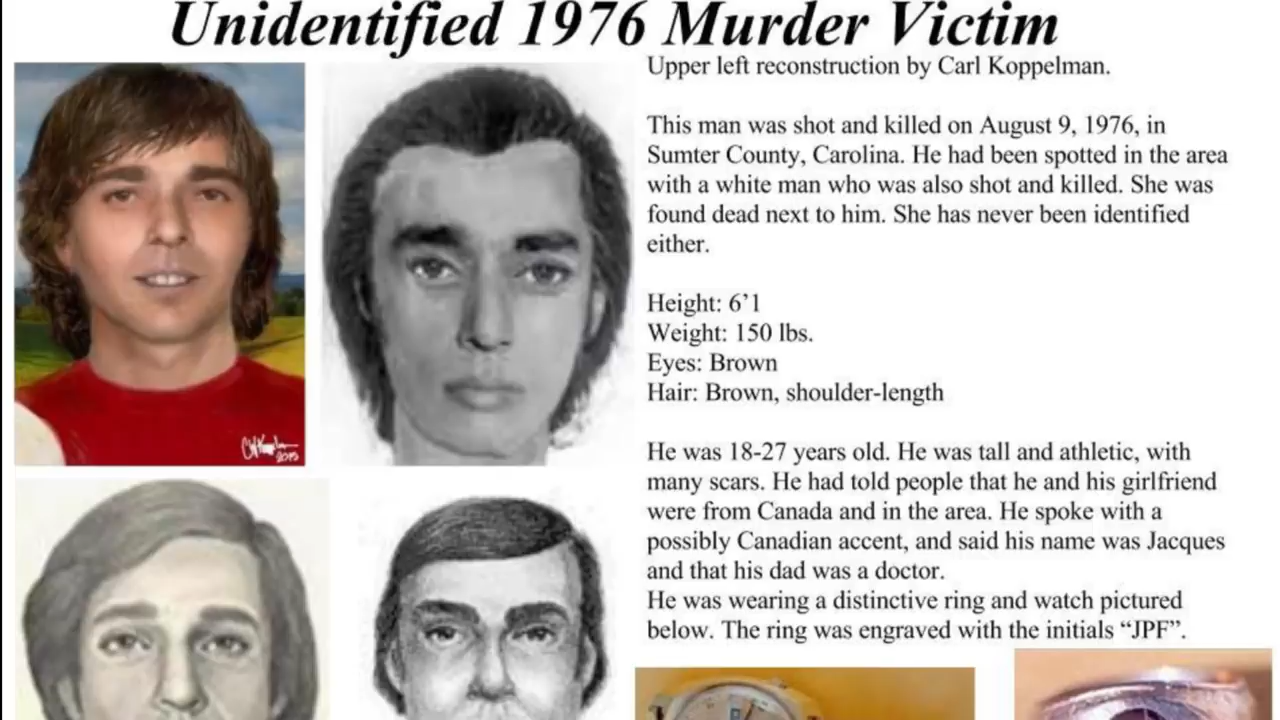 Unidentified 1976 Murder Victim
Upper left reconstruction by Carl Koppelman.
This man was shot and killed on August 9, 1976, in
Sumter County, Carolina. He had been spotted in the area
with a white man who was also shot and killed. She was
found dead next to him. She has never been identified
either.
Height: 6’1
Weight: 150 lbs.
Eyes: Brown
Hair: Brown, shoulder-length
He was 18-27 years old. He was tall and athletic, with
many scars. He had told people that he and his girlfriend
were from Canada and in the area. He spoke with a
possibly Canadian accent, and said his name was Jacques
and that his dad was a doctor.
He was wearing a distinctive ring and watch pictured
below. The ring was engraved with the initials “JPF”.